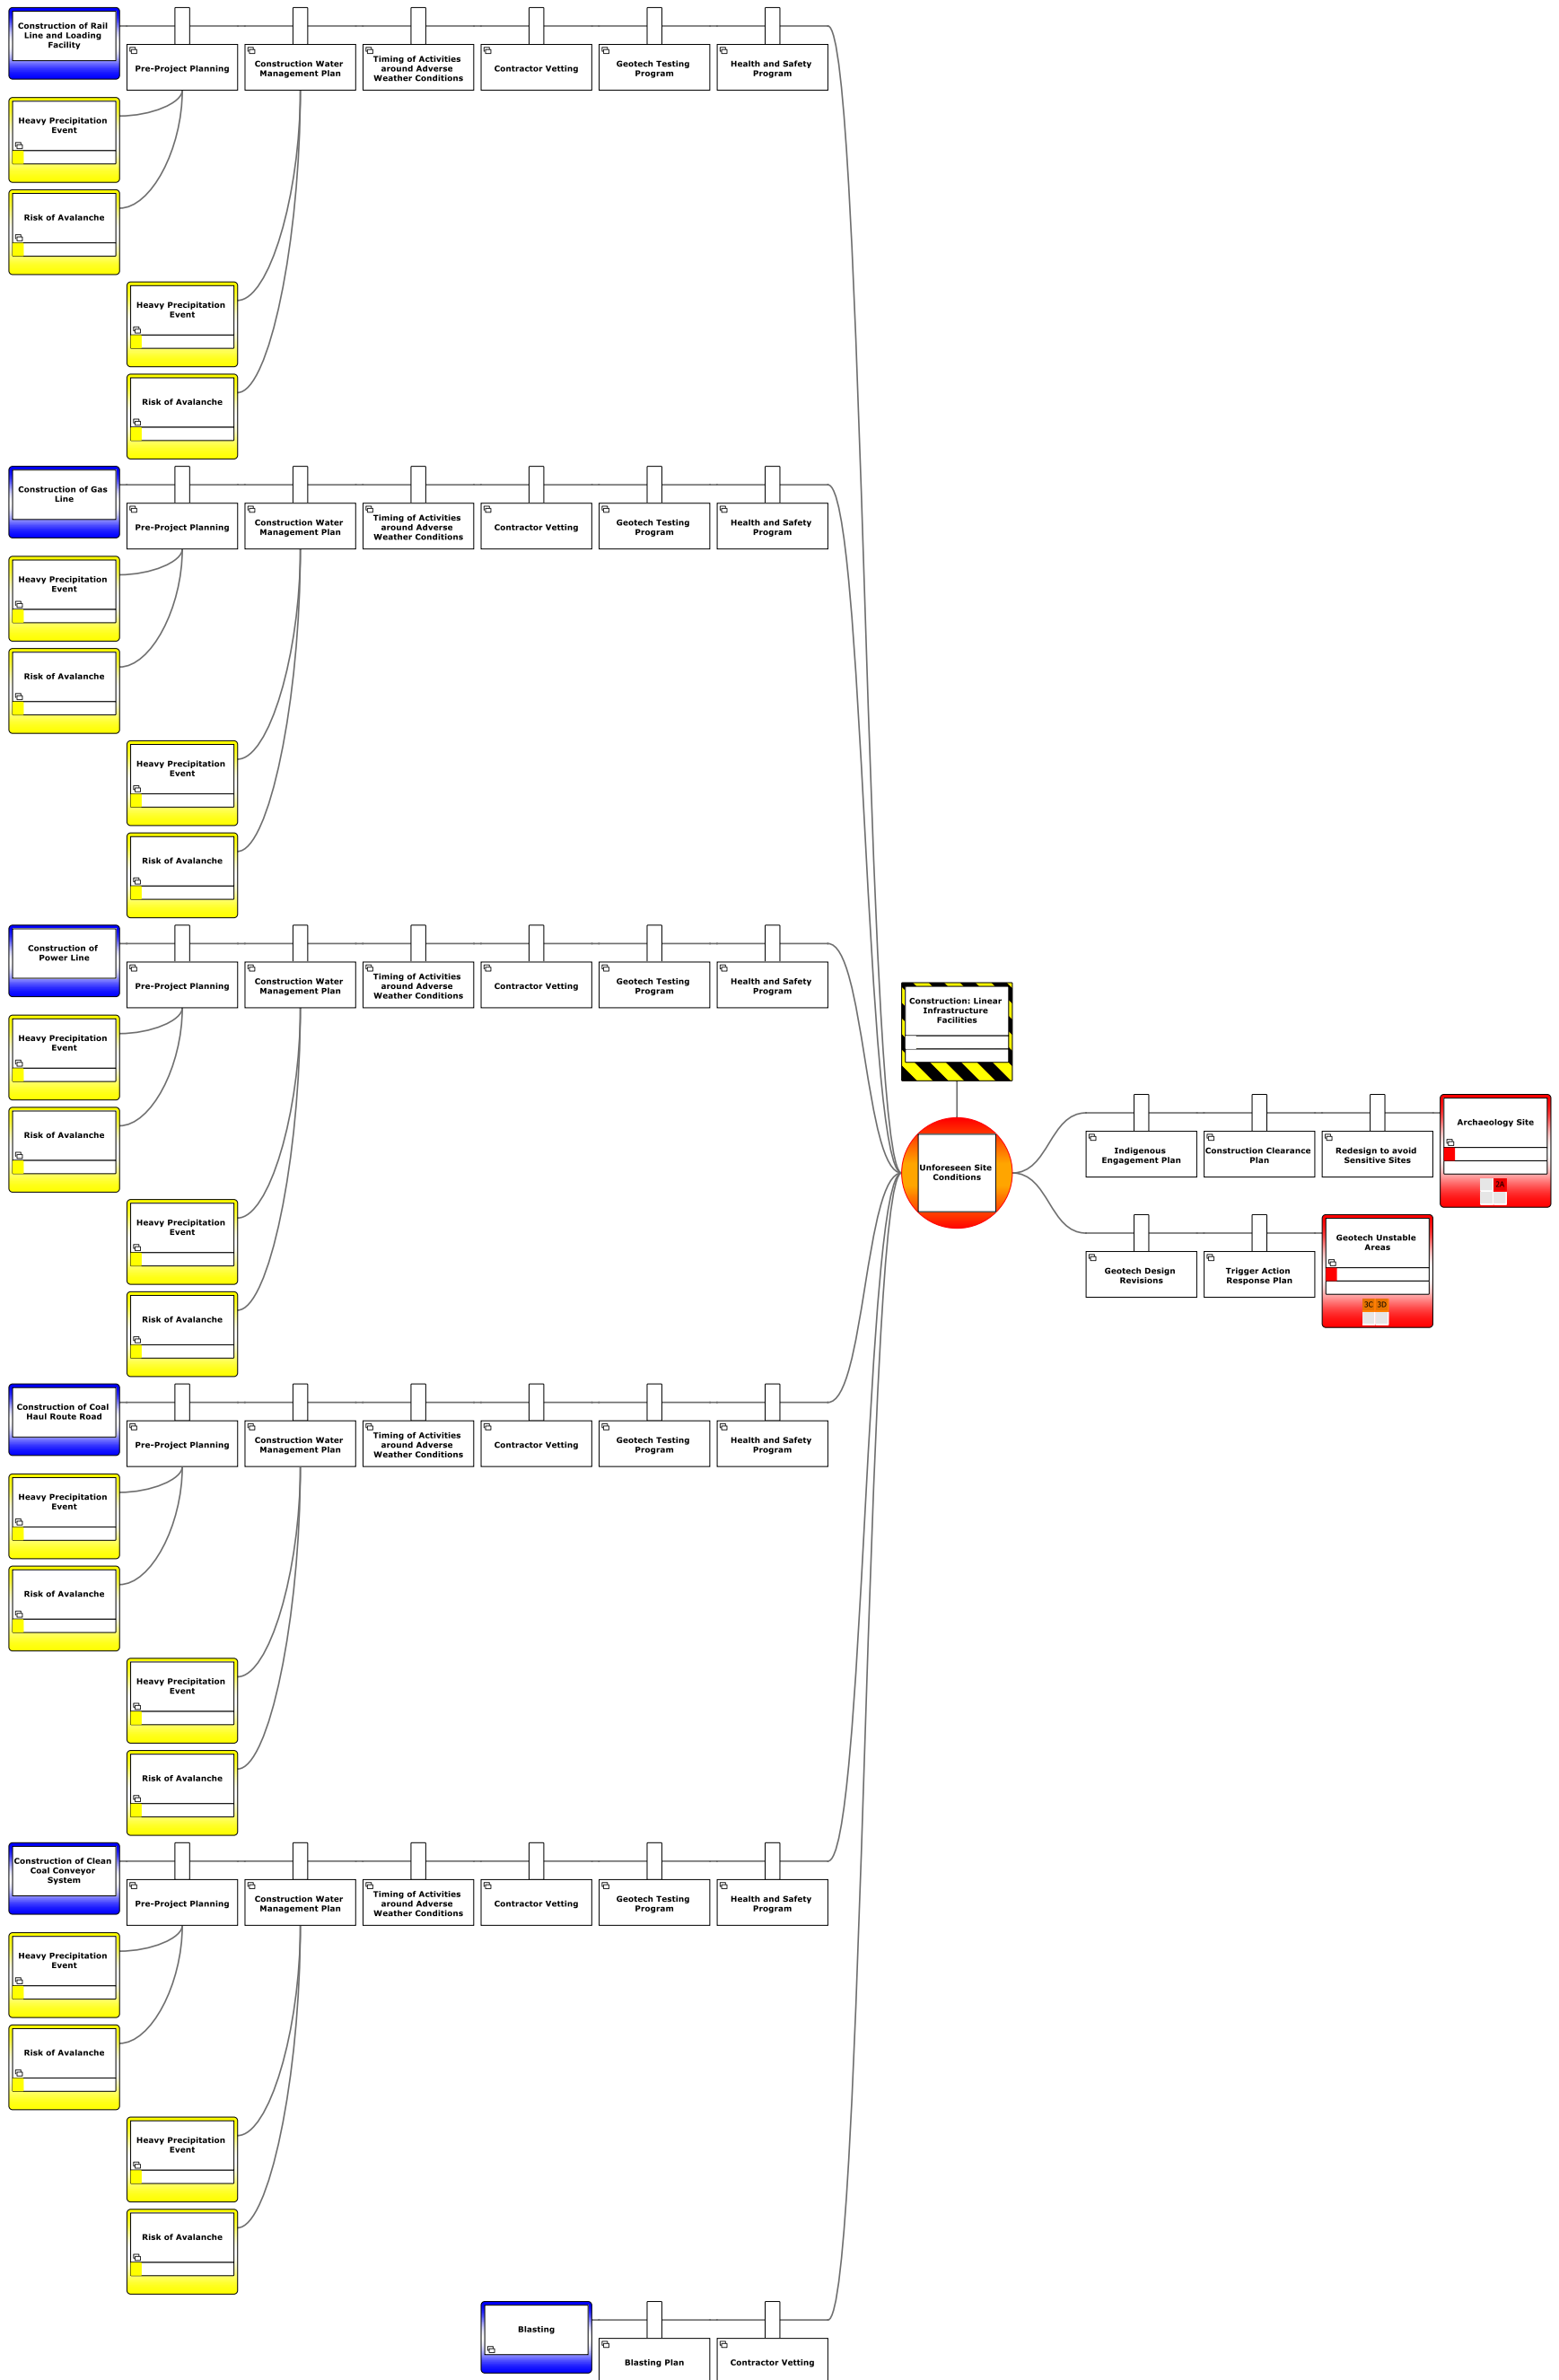 Construction of Rail
Line and Loading
Facility
Pre-Project Planning
Construction Water
Management Plan
Timing of Activities
around Adverse
Weather Conditions
Contractor Vetting
Geotech Testing
Program
Health and Safety
Program
Heavy Precipitation
Event
Risk of Avalanche
Heavy Precipitation
Event
Risk of Avalanche
Construction of Gas
Line
Pre-Project Planning
Construction Water
Management Plan
Timing of Activities
around Adverse
Weather Conditions
Contractor Vetting
Geotech Testing
Program
Health and Safety
Program
Heavy Precipitation
Event
Risk of Avalanche
Heavy Precipitation
Event
Risk of Avalanche
Construction of
Power Line
Pre-Project Planning
Construction Water
Management Plan
Timing of Activities
around Adverse
Weather Conditions
Contractor Vetting
Geotech Testing
Program
Health and Safety
Program
Heavy Precipitation
Event
Risk of Avalanche
Heavy Precipitation
Event
Risk of Avalanche
Construction of Coal
Haul Route Road
Pre-Project Planning
Construction Water
Management Plan
Timing of Activities
around Adverse
Weather Conditions
Contractor Vetting
Geotech Testing
Program
Health and Safety
Program
Heavy Precipitation
Event
Risk of Avalanche
Heavy Precipitation
Event
Risk of Avalanche
Construction of Clean
Coal Conveyor
System
Pre-Project Planning
Construction Water
Management Plan
Timing of Activities
around Adverse
Weather Conditions
Contractor Vetting
Geotech Testing
Program
Health and Safety
Program
Heavy Precipitation
Event
Risk of Avalanche
Heavy Precipitation
Event
Risk of Avalanche
Blasting
Blasting Plan
Contractor Vetting
Construction: Linear
Infrastructure
Facilities
Unforeseen Site
Conditions
Indigenous
Engagement Plan
Construction Clearance
Plan
Redesign to avoid
Sensitive Sites
Archaeology Site
2A
Geotech Design
Revisions
Trigger Action
Response Plan
Geotech Unstable
Areas
3C 3D